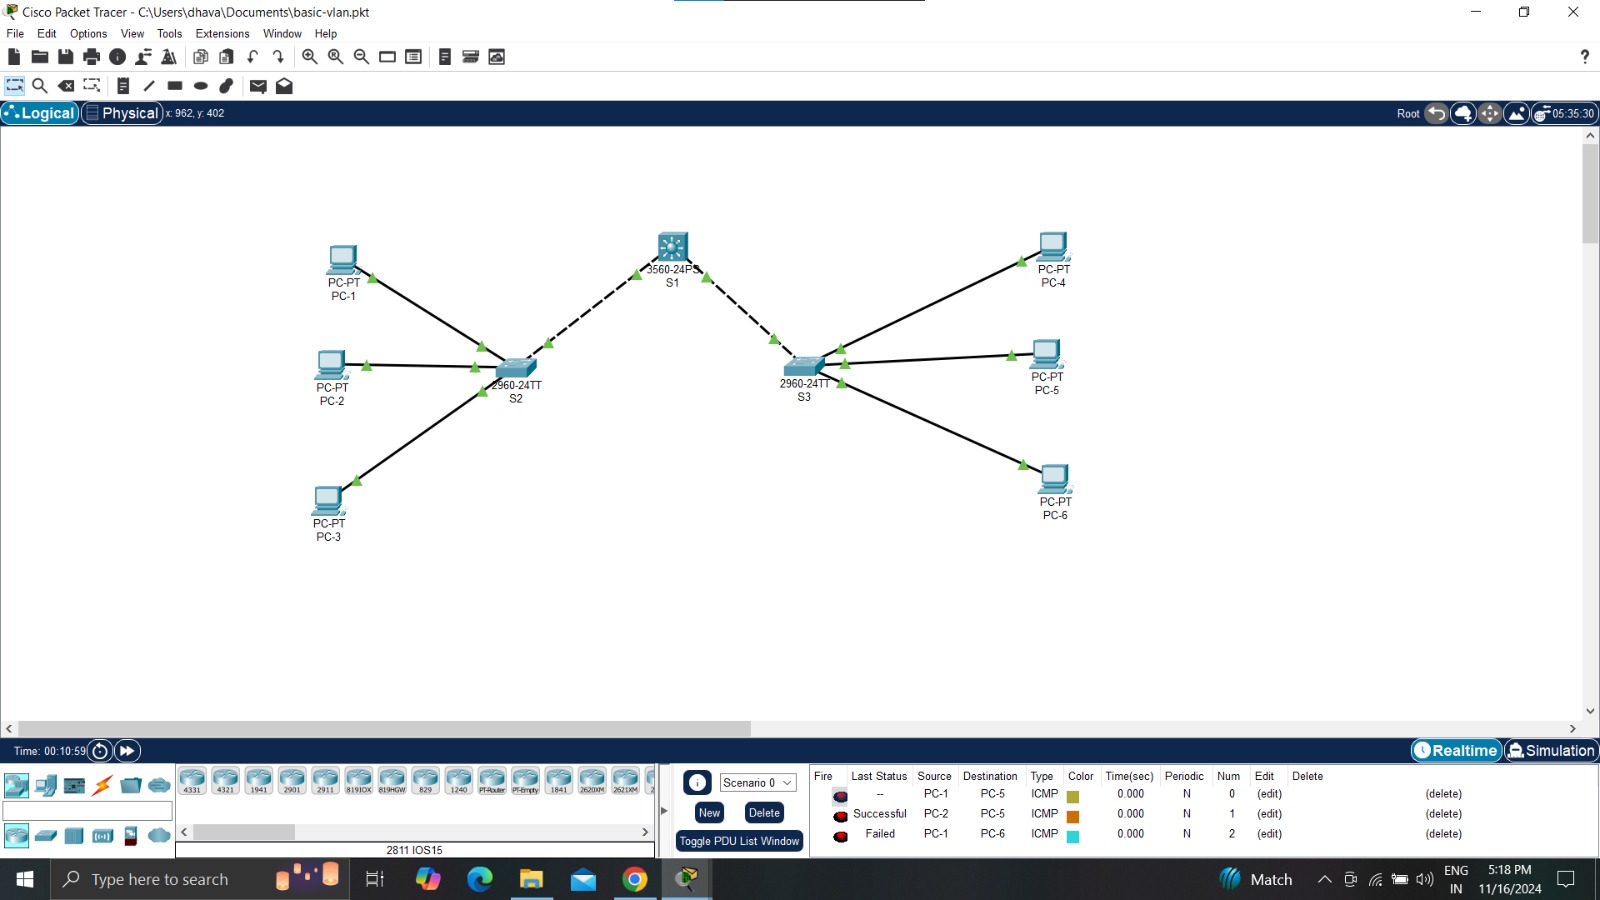 Cisco Packet Tracer - C:\Users\dhava\Documents\basic-vlan.pkt
File Edit Options View Tools Extensions Window Help
?
Logical Physical x: 962, y: 402 Root 05:35:30
PC-PT
PC-1
3560-24PS
S1
PC-PT
PC-4
PC-PT
PC-2
2960-24TT
S2
2960-24TT
S3
PC-PT
PC-5
PC-PT
PC-3
PC-PT
PC-6
Time: 00:10:59 Realtime Simulation
4331 4321 1941 2901 2911 819IOX 819HGW 829 1240 PT-Router PT-Empty 1841 2620XM 2621XM
2811 IOS15
Scenario 0
New Delete
Toggle PDU List Window
Fire Last Status Source Destination Type Color Time(sec) Periodic Num Edit Delete
-- PC-1 PC-5 ICMP 0.000 N 0 (edit) (delete)
Successful PC-2 PC-5 ICMP 0.000 N 1 (edit) (delete)
Failed PC-1 PC-6 ICMP 0.000 N 2 (edit) (delete)
Type here to search
Match
ENG
IN
5:18 PM
11/16/2024